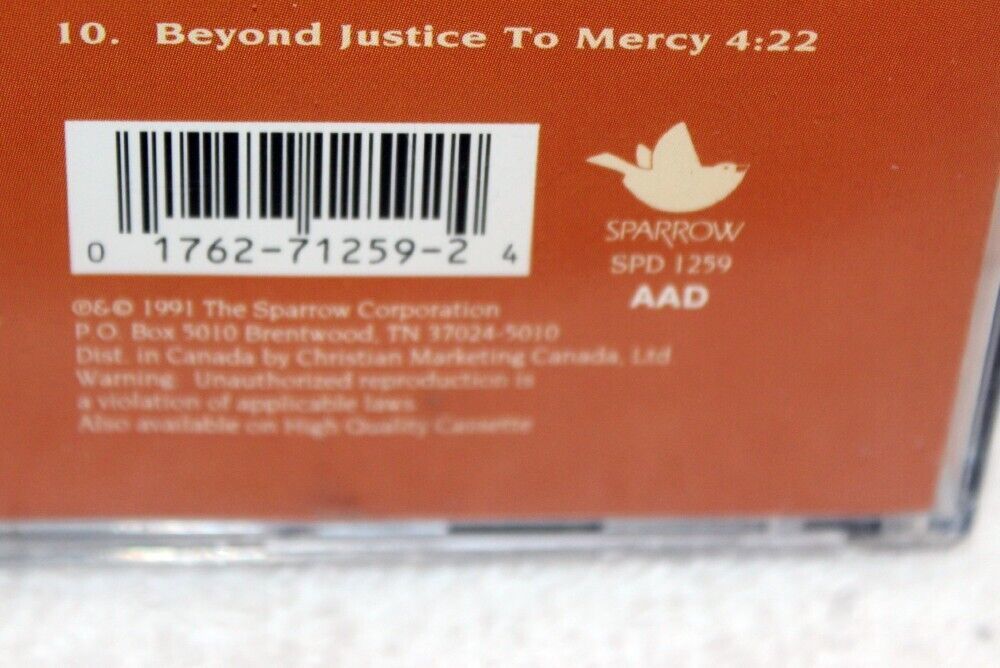 10. Beyond Justice To Mercy 4:22
0 1762-71259-2 4
SPARROW
SPD 1259
AAD
℗&© 1991 The Sparrow Corporation
P.O. Box 5010 Brentwood, TN 37024-5010
Dist. in Canada by Christian Marketing Canada, Ltd
Warning: Unauthorized reproduction is
a violation of applicable laws.
Also available on High Quality Cassette